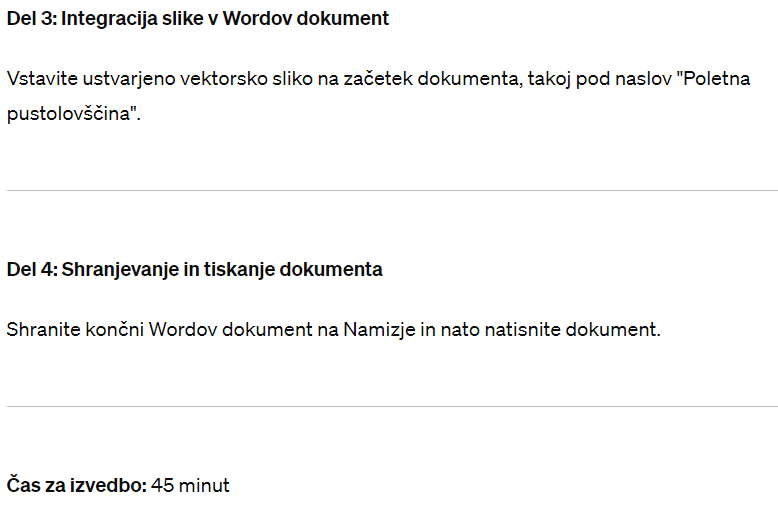 Del 3: Integracija slike v Wordov dokument
Vstavite ustvarjeno vektorsko sliko na začetek dokumenta, takoj pod naslov "Poletna
pustolovščina".
Del 4: Shranjevanje in tiskanje dokumenta
Shranite končni Wordov dokument na Namizje in nato natisnite dokument.
Čas za izvedbo: 45 minut